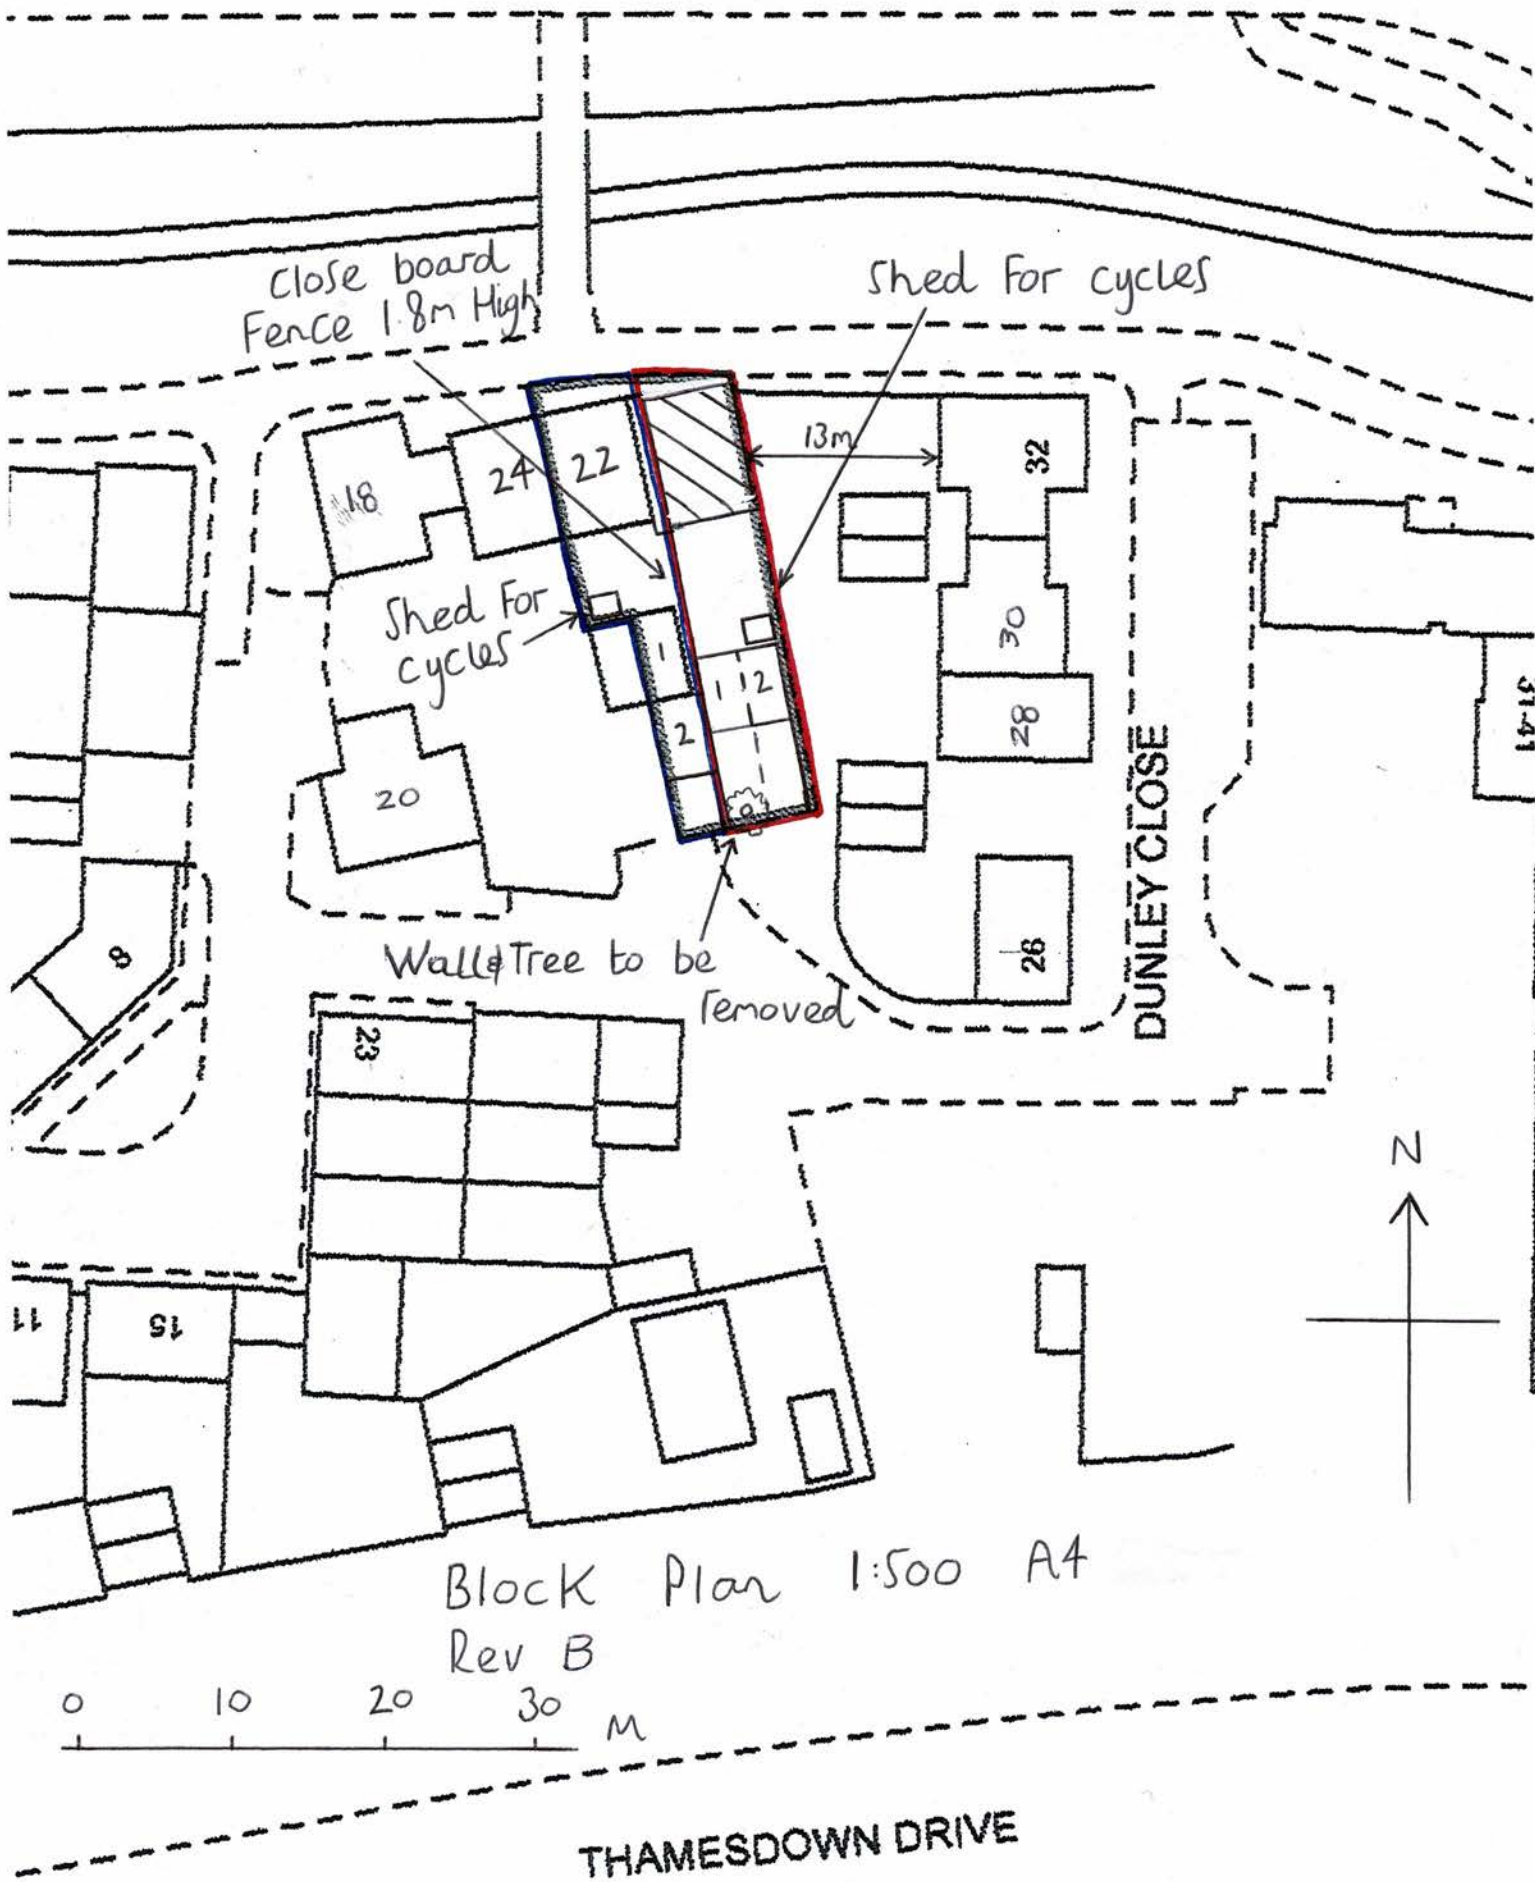 Close board
Fence 1.8m High
Shed For cycles
13m
32
24
22
18
Shed For
cycles
1
1
2
30
2
28
20
31-41
DUNLEY CLOSE
8
Wall & Tree to be
removed
26
23
N
11
15
Block Plan 1:500 A4
Rev B
0 10 20 30
M
THAMESDOWN DRIVE